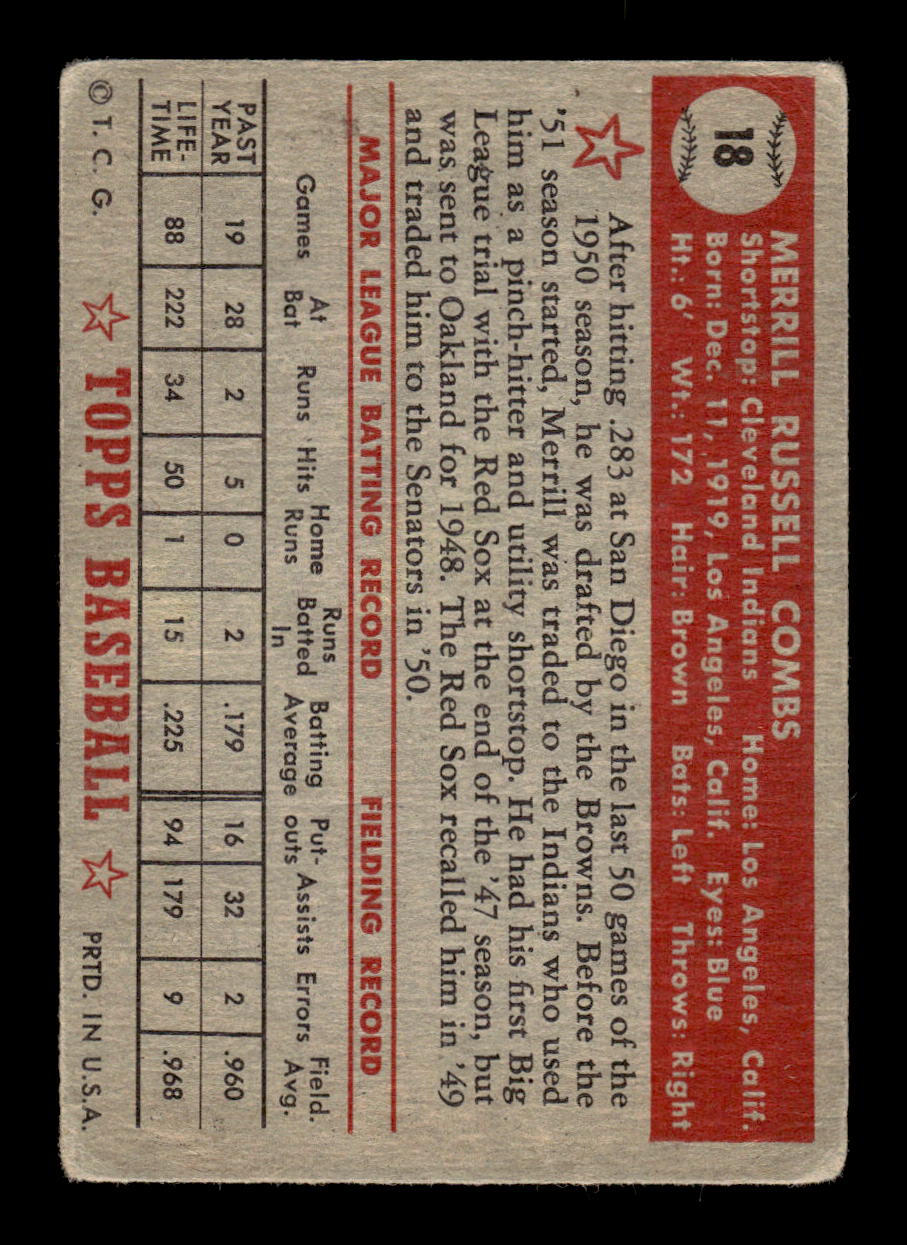 18
MERRILL RUSSELL COMBS
Shortstop: Cleveland Indians Home: Los Angeles, Calif.
Born: Dec. 11, 1919, Los Angeles, Calif. Eyes: Blue
Ht.: 6′ Wt.: 172 Hair: Brown Bats: Left Throws: Right
After hitting .283 at San Diego in the last 50 games of the
1950 season, he was drafted by the Browns. Before the
’51 season started, Merrill was traded to the Indians who used
him as a pinch-hitter and utility shortstop. He had his first Big
League trial with the Red Sox at the end of the ’47 season, but
was sent to Oakland for 1948. The Red Sox recalled him in ’49
and traded him to the Senators in ’50.
MAJOR LEAGUE BATTING RECORD FIELDING RECORD
Games At Bat Runs Hits Home Runs Runs Batted In Batting Average Put-outs Assists Errors Field. Avg.
PAST YEAR 19 28 2 5 0 2 .179 16 32 2 .960
LIFE-TIME 88 222 34 50 1 15 .225 94 179 9 .968
© T. C. G. TOPPS BASEBALL PRTD. IN U.S.A.